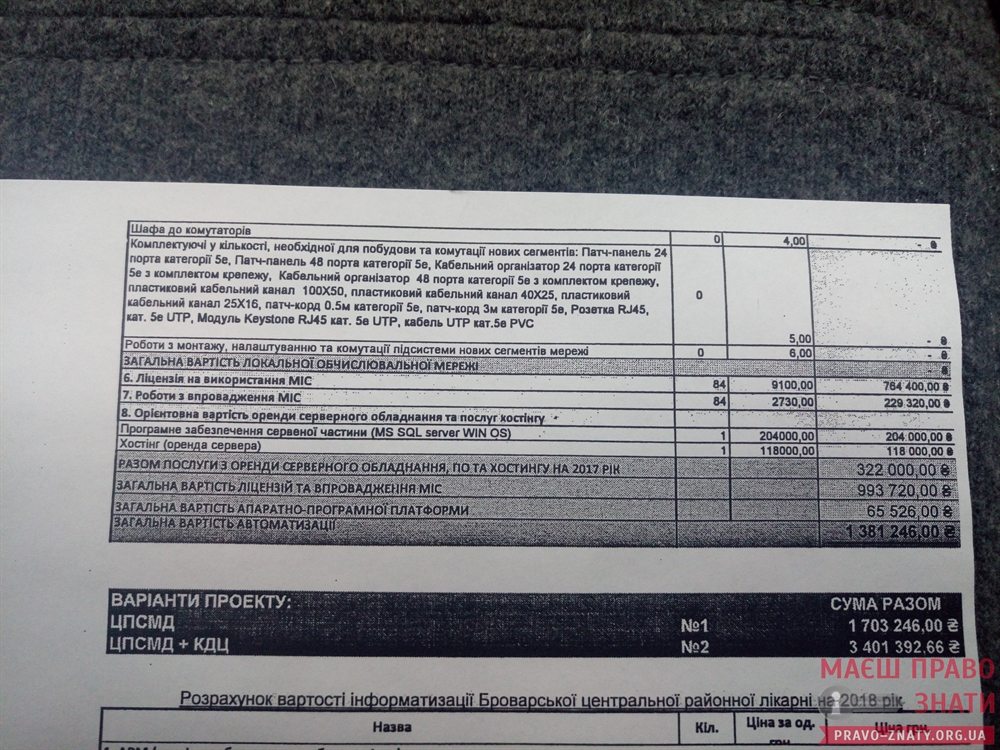 Шафа до комутаторів 0 4,00 - ₴
Комплектуючі у кількості, необхідної для побудови та комутації нових сегментів: Патч-панель 24
порта категорії 5е, Патч-панель 48 порта категорії 5е, Кабельний організатор 24 порта категорії
5е з комплектом крепежу, Кабельний організатор 48 порта категорії 5е з комплектом крепежу,
пластиковий кабельний канал 100Х50, пластиковий кабельний канал 40Х25, пластиковий
кабельний канал 25Х16, патч-корд 0.5м категорії 5е, патч-корд 3м категорії 5е, Розетка RJ45,
кат. 5е UTP, Модуль Keystone RJ45 кат. 5е UTP, кабель UTP кат.5е PVC 0 5,00 - ₴
Роботи з монтажу, налаштуванню та комутації підсистеми нових сегментів мережі 0 6,00 - ₴
ЗАГАЛЬНА ВАРТІСТЬ ЛОКАЛЬНОЇ ОБЧИСЛЮВАЛЬНОЇ МЕРЕЖІ - ₴
6. Ліцензія на використання МІС 84 9100,00 764 400,00 ₴
7. Роботи з впровадження МІС 84 2730,00 229 320,00 ₴
8. Орієнтовна вартість оренди серверного обладнання та послуг хостінгу
Програмне забезпечення сервеної частини (MS SQL server WIN OS) 1 204000,00 204 000,00 ₴
Хостінг (оренда сервера) 1 118000,00 118 000,00 ₴
РАЗОМ ПОСЛУГИ З ОРЕНДИ СЕРВЕРНОГО ОБЛАДНАННЯ, ПО ТА ХОСТИНГУ НА 2017 РІК 322 000,00 ₴
ЗАГАЛЬНА ВАРТІСТЬ ЛІЦЕНЗІЙ ТА ВПРОВАДЖЕННЯ МІС 993 720,00 ₴
ЗАГАЛЬНА ВАРТІСТЬ АПАРАТНО-ПРОГРАМНОЇ ПЛАТФОРМИ 65 526,00 ₴
ЗАГАЛЬНА ВАРТІСТЬ АВТОМАТИЗАЦІЇ 1 381 246,00 ₴
ВАРІАНТИ ПРОЕКТУ: СУМА РАЗОМ
ЦПСМД №1 1 703 246,00 ₴
ЦПСМД + КДЦ №2 3 401 392,66 ₴
Розрахунок вартості інформатизації Броварської центральної районної лікарні на 2018 рік
Назва Кіл. Ціна за од. Ціна грн
МАЄШ ПРАВО
ЗНАТИ
PRAVO-ZNATY.ORG.UA